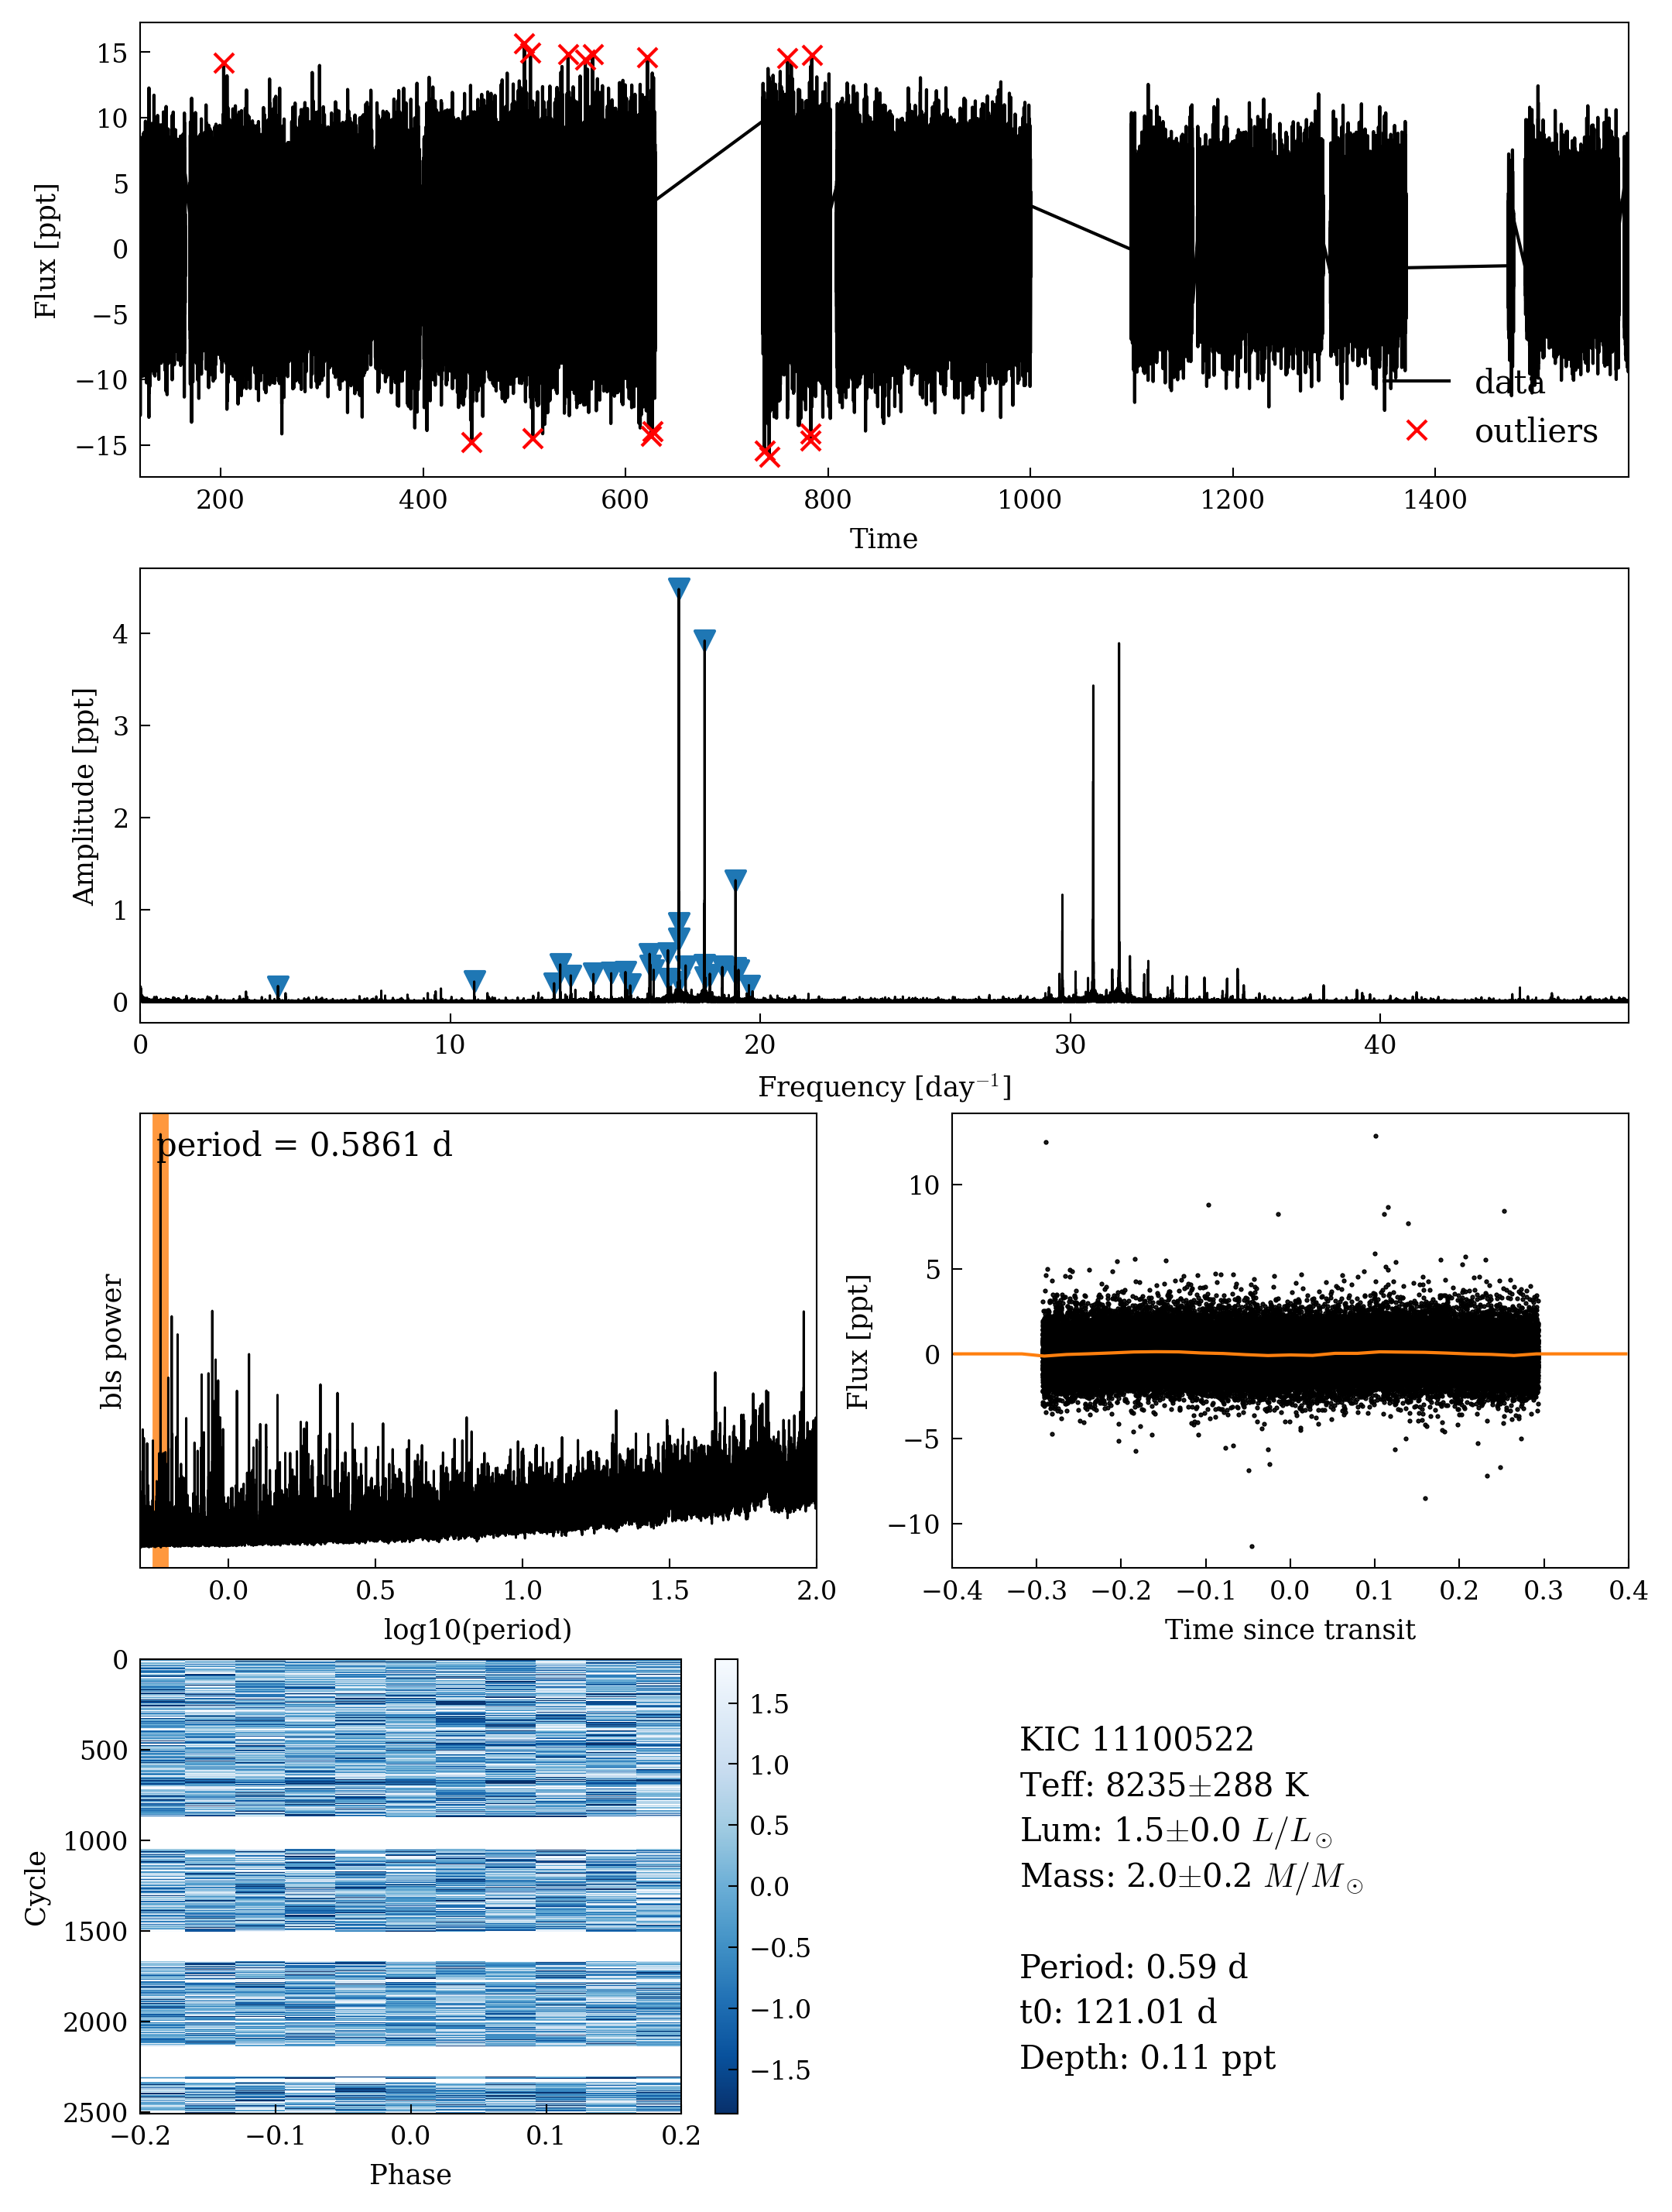 15
10
5
0
−5
−10
−15
Flux [ppt]
data
outliers
200 400 600 800 1000 1200 1400
Time
4
3
2
1
0
Amplitude [ppt]
0 10 20 30 40
Frequency [day⁻¹]
period = 0.5861 d
bls power
0.0 0.5 1.0 1.5 2.0
log10(period)
10
5
0
−5
−10
Flux [ppt]
−0.4 −0.3 −0.2 −0.1 0.0 0.1 0.2 0.3 0.4
Time since transit
0
500
1000
1500
2000
2500
Cycle
−0.2 −0.1 0.0 0.1 0.2
Phase
1.5
1.0
0.5
0.0
−0.5
−1.0
−1.5
KIC 11100522
Teff: 8235±288 K
Lum: 1.5±0.0 L/L⊙
Mass: 2.0±0.2 M/M⊙
Period: 0.59 d
t0: 121.01 d
Depth: 0.11 ppt